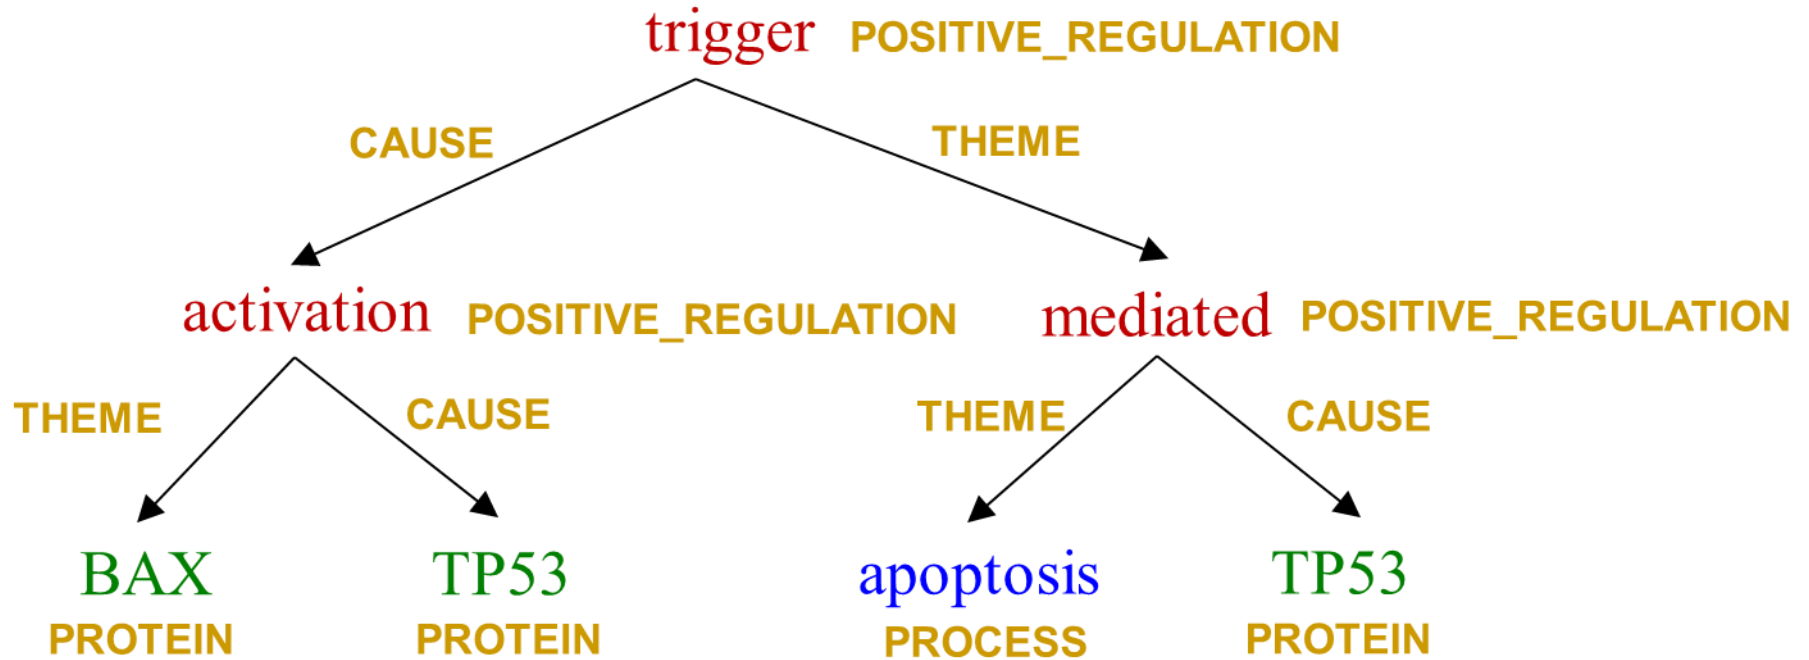 trigger POSITIVE_REGULATION
CAUSE THEME
activation POSITIVE_REGULATION mediated POSITIVE_REGULATION
THEME CAUSE THEME CAUSE
BAX TP53 apoptosis TP53
PROTEIN PROTEIN PROCESS PROTEIN